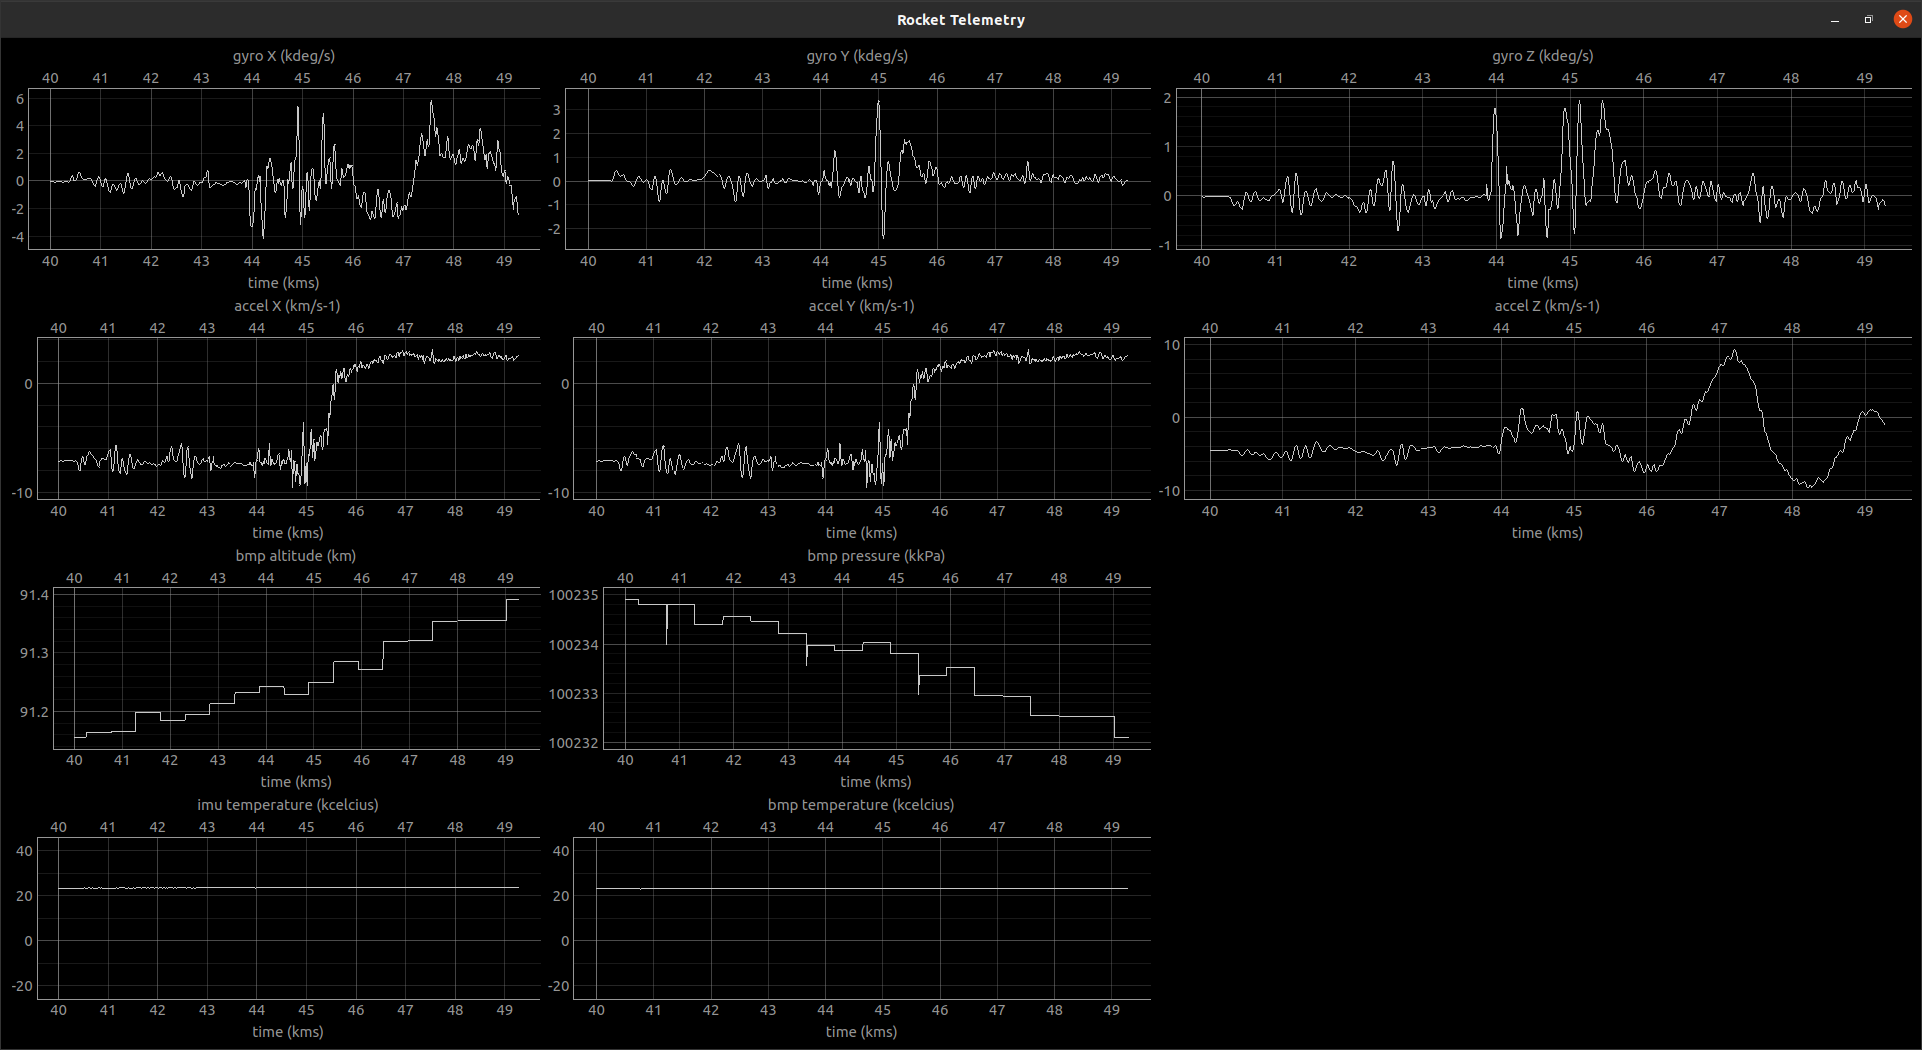 Rocket Telemetry
gyro X (kdeg/s)
40 41 42 43 44 45 46 47 48 49
6
4
2
0
-2
-4
40 41 42 43 44 45 46 47 48 49
time (kms)
gyro Y (kdeg/s)
40 41 42 43 44 45 46 47 48 49
3
2
1
0
-1
-2
40 41 42 43 44 45 46 47 48 49
time (kms)
gyro Z (kdeg/s)
40 41 42 43 44 45 46 47 48 49
2
1
0
-1
40 41 42 43 44 45 46 47 48 49
time (kms)
accel X (km/s-1)
40 41 42 43 44 45 46 47 48 49
0
-10
40 41 42 43 44 45 46 47 48 49
time (kms)
accel Y (km/s-1)
40 41 42 43 44 45 46 47 48 49
0
-10
40 41 42 43 44 45 46 47 48 49
time (kms)
accel Z (km/s-1)
40 41 42 43 44 45 46 47 48 49
10
0
-10
40 41 42 43 44 45 46 47 48 49
time (kms)
bmp altitude (km)
40 41 42 43 44 45 46 47 48 49
91.4
91.3
91.2
40 41 42 43 44 45 46 47 48 49
time (kms)
bmp pressure (kkPa)
40 41 42 43 44 45 46 47 48 49
100235
100234
100233
100232
40 41 42 43 44 45 46 47 48 49
time (kms)
imu temperature (kcelcius)
40 41 42 43 44 45 46 47 48 49
40
20
0
-20
40 41 42 43 44 45 46 47 48 49
time (kms)
bmp temperature (kcelcius)
40 41 42 43 44 45 46 47 48 49
40
20
0
-20
40 41 42 43 44 45 46 47 48 49
time (kms)